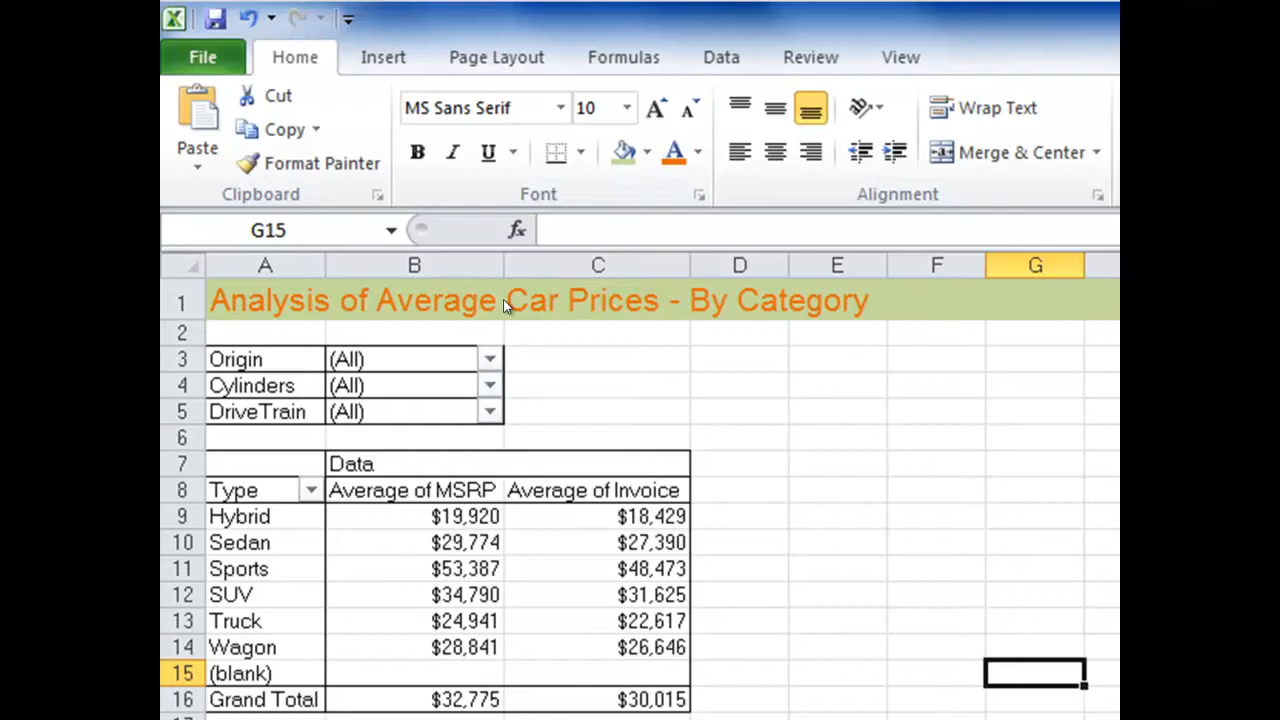 File Home Insert Page Layout Formulas Data Review View
Paste
Cut
Copy
Format Painter
Clipboard
MS Sans Serif 10
B I U
Font
Wrap Text
Merge & Center
Alignment
G15 fx
A B C D E F G
1 Analysis of Average Car Prices - By Category
2
3 Origin (All)
4 Cylinders (All)
5 DriveTrain (All)
6
7 Data
8 Type Average of MSRP Average of Invoice
9 Hybrid $19,920 $18,429
10 Sedan $29,774 $27,390
11 Sports $53,387 $48,473
12 SUV $34,790 $31,625
13 Truck $24,941 $22,617
14 Wagon $28,841 $26,646
15 (blank)
16 Grand Total $32,775 $30,015